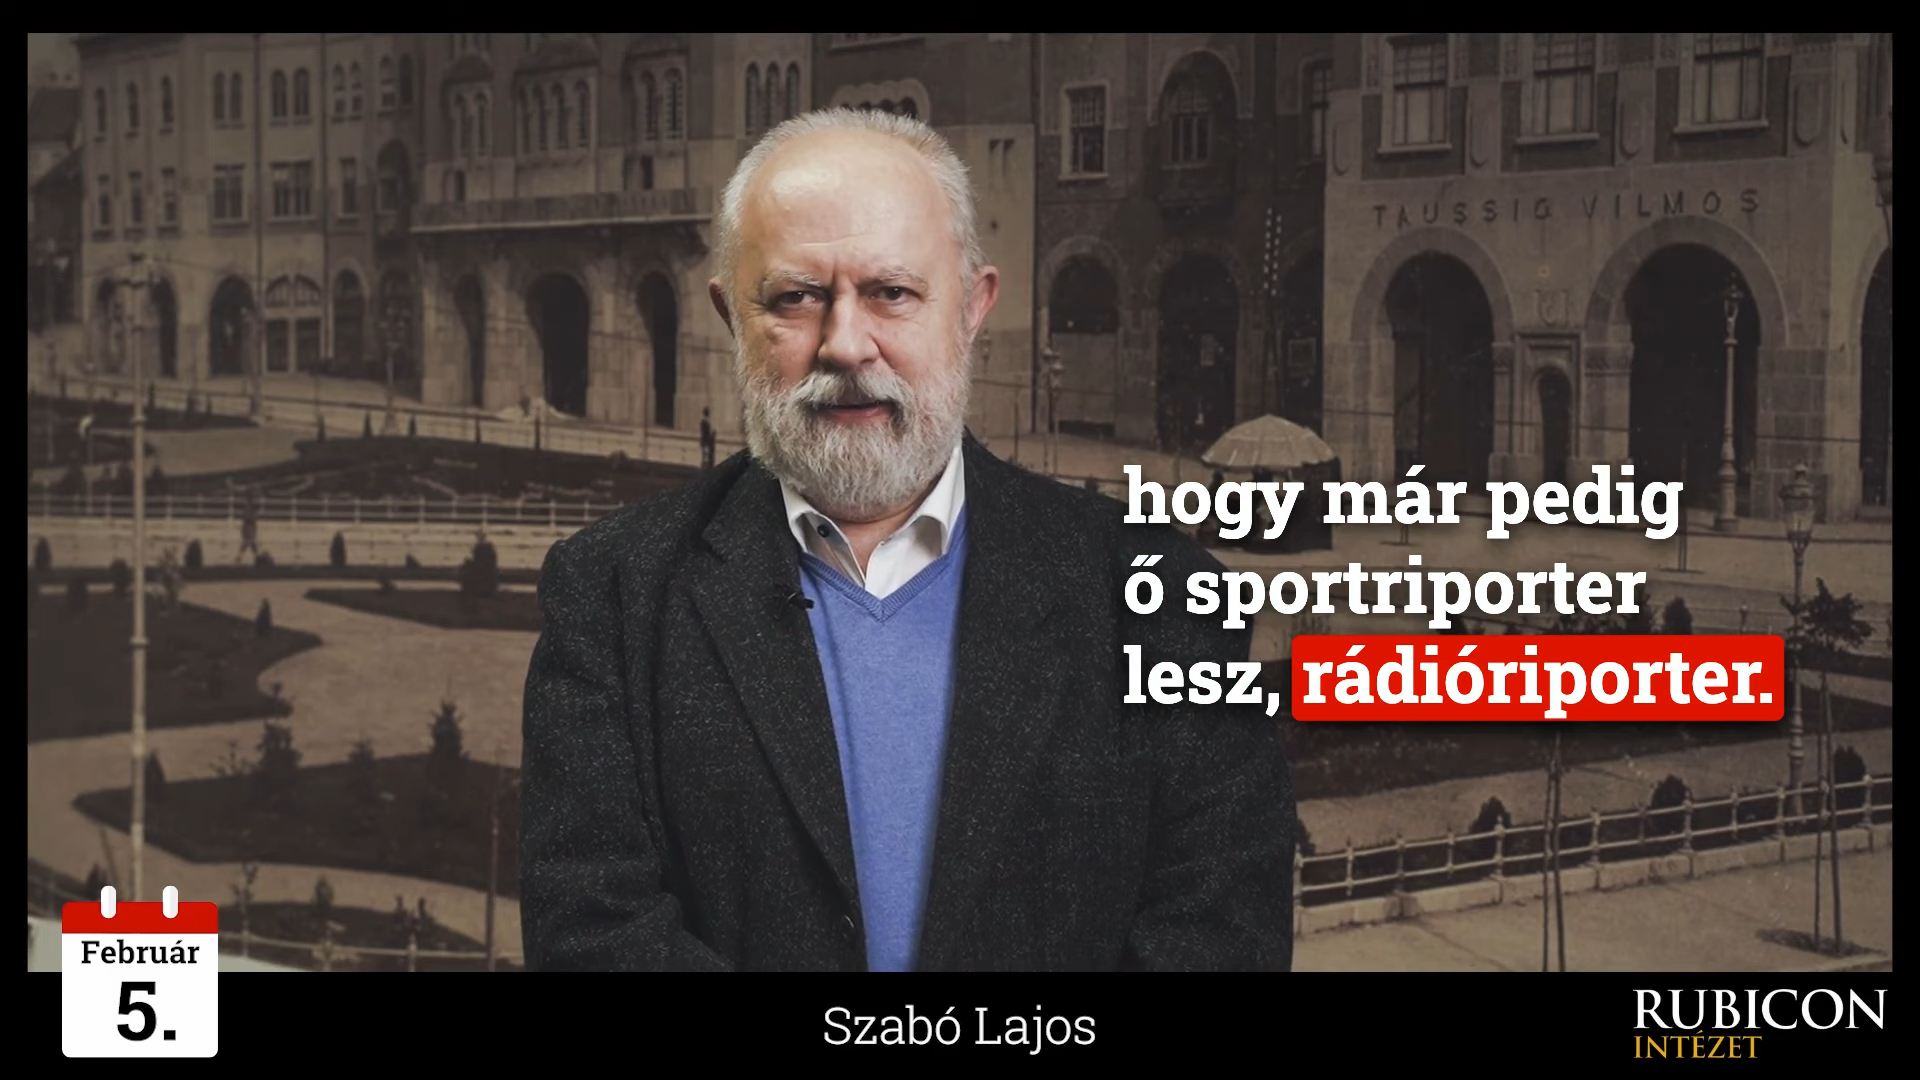 TAUSSIG VILMOS
hogy már pedig
ő sportriporter
lesz, rádióriporter.
Február
5.
Szabó Lajos
RUBICON
INTÉZET